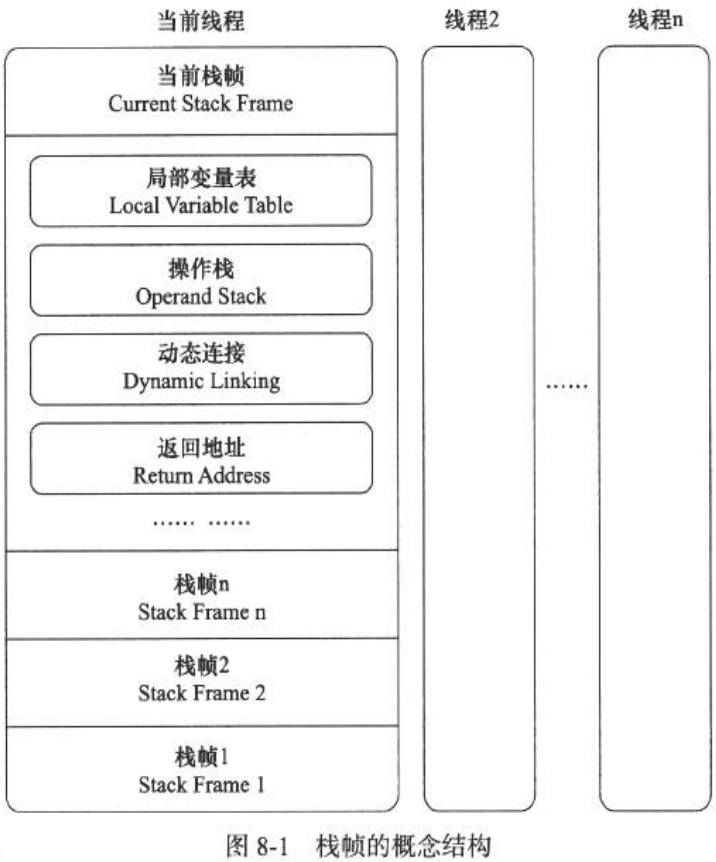 当前线程
线程2
线程n
当前栈帧
Current Stack Frame
局部变量表
Local Variable Table
操作栈
Operand Stack
动态连接
Dynamic Linking
返回地址
Return Address
…… ……
……
栈帧n
Stack Frame n
栈帧2
Stack Frame 2
栈帧1
Stack Frame 1
图 8-1 栈帧的概念结构